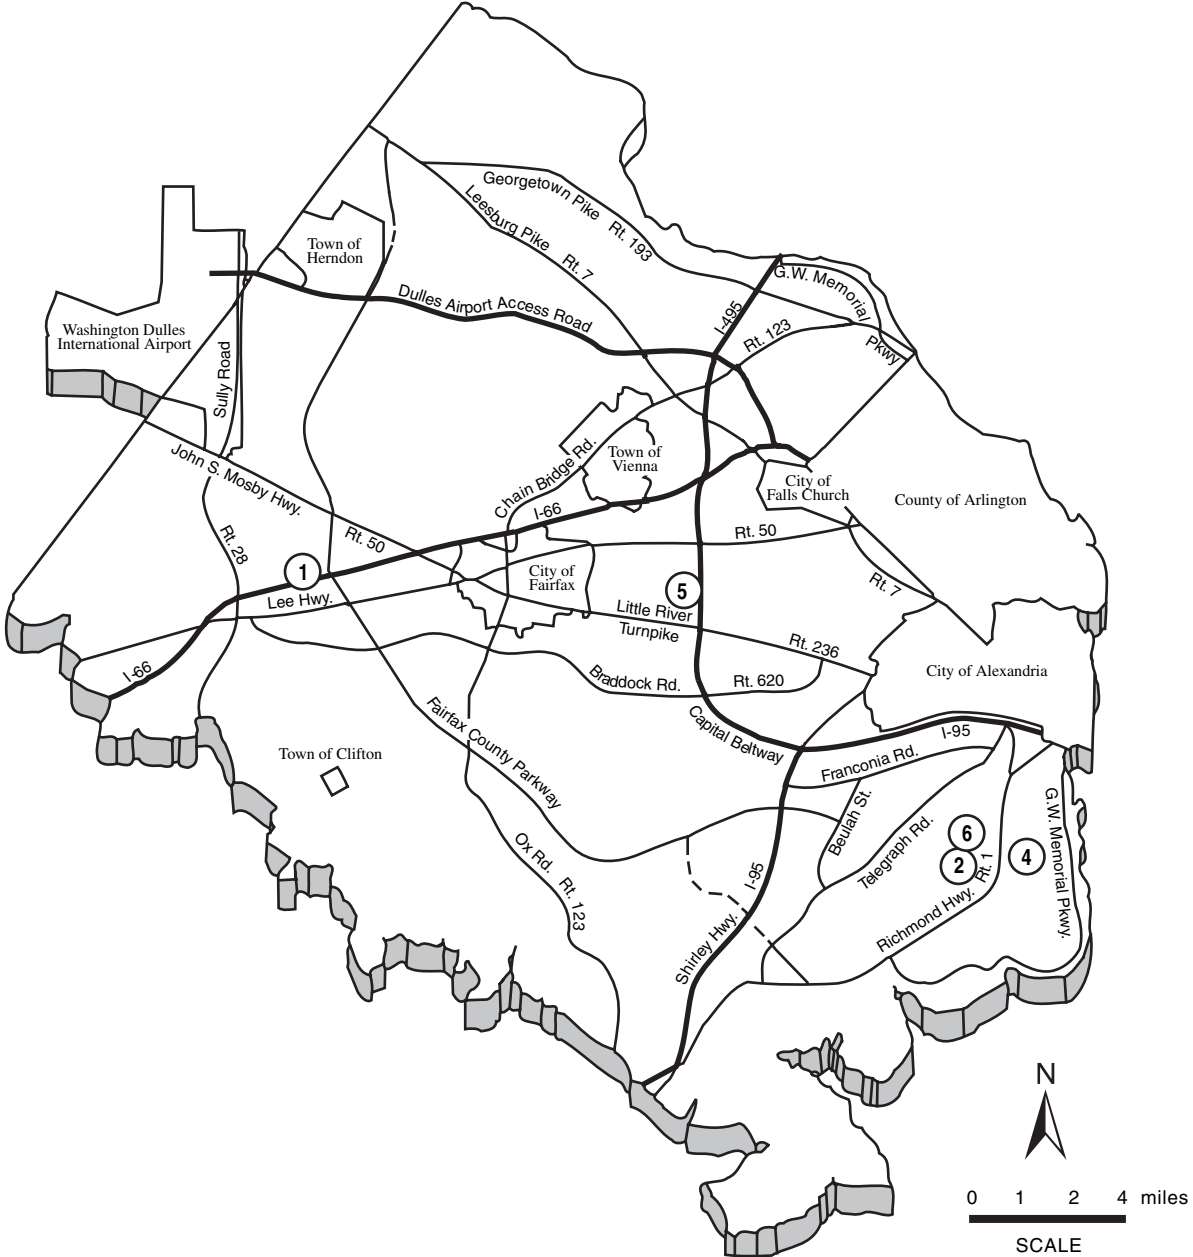 Georgetown Pike Rt. 193
Leesburg Pike Rt. 7
Town of
Herndon
G.W. Memorial
Pkwy
Dulles Airport Access Road
I-495
Rt. 123
Washington Dulles
International Airport
Sully Road
John S. Mosby Hwy.
Rt. 50
Chain Bridge Rd.
Town of
Vienna
City of
Falls Church
County of Arlington
I-66
Rt. 50
Rt. 28
1
Lee Hwy.
City of
Fairfax
5
Rt. 7
Little River
Turnpike
Rt. 236
I-66
Braddock Rd.
Rt. 620
City of Alexandria
Fairfax County Parkway
Capital Beltway
I-95
Franconia Rd.
Town of Clifton
Beulah St.
Telegraph Rd.
G.W. Memorial Pkwy.
6
2
4
Rt. 1
Ox Rd. Rt. 123
I-95
Richmond Hwy.
Shirley Hwy.
N
0 1 2 4 miles
SCALE